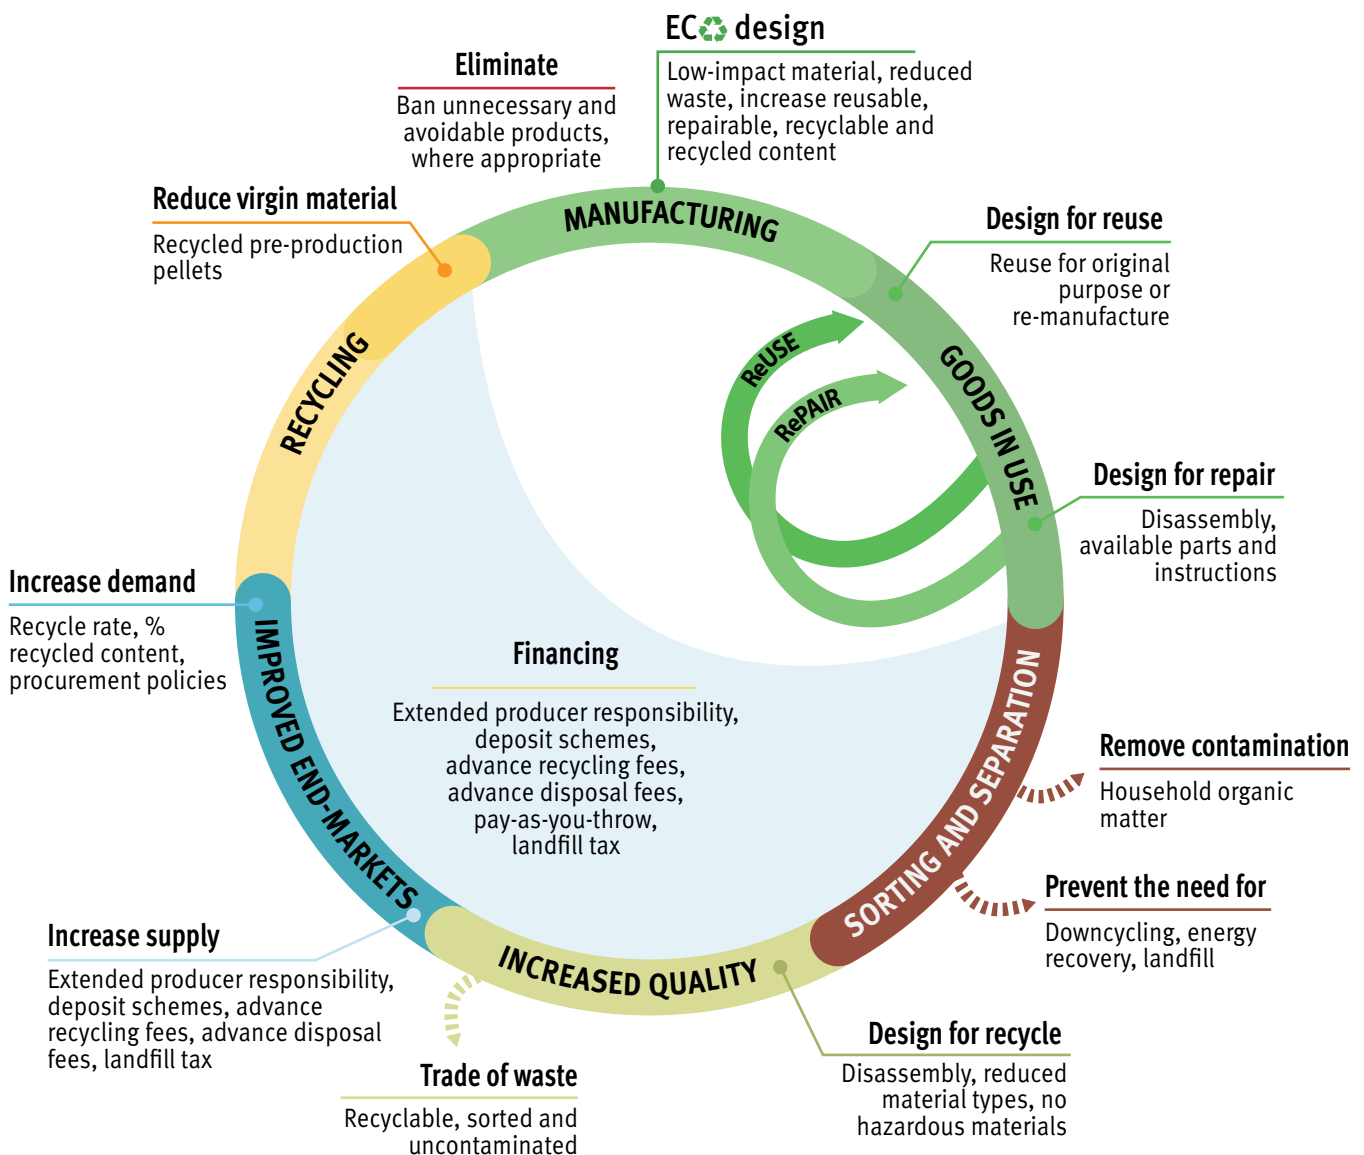 EC♻ design
Low-impact material, reduced
waste, increase reusable,
repairable, recyclable and
recycled content
Eliminate
Ban unnecessary and
avoidable products,
where appropriate
Reduce virgin material
Recycled pre-production
pellets
MANUFACTURING
Design for reuse
Reuse for original
purpose or
re-manufacture
ReUSE
RePAIR
GOODS IN USE
RECYCLING
Design for repair
Disassembly,
available parts and
instructions
Increase demand
Recycle rate, %
recycled content,
procurement policies
IMPROVED END-MARKETS
Financing
Extended producer responsibility,
deposit schemes,
advance recycling fees,
advance disposal fees,
pay-as-you-throw,
landfill tax
SORTING AND SEPARATION
Remove contamination
Household organic
matter
Prevent the need for
Downcycling, energy
recovery, landfill
Increase supply
Extended producer responsibility,
deposit schemes, advance
recycling fees, advance disposal
fees, landfill tax
INCREASED QUALITY
Design for recycle
Disassembly, reduced
material types, no
hazardous materials
Trade of waste
Recyclable, sorted and
uncontaminated